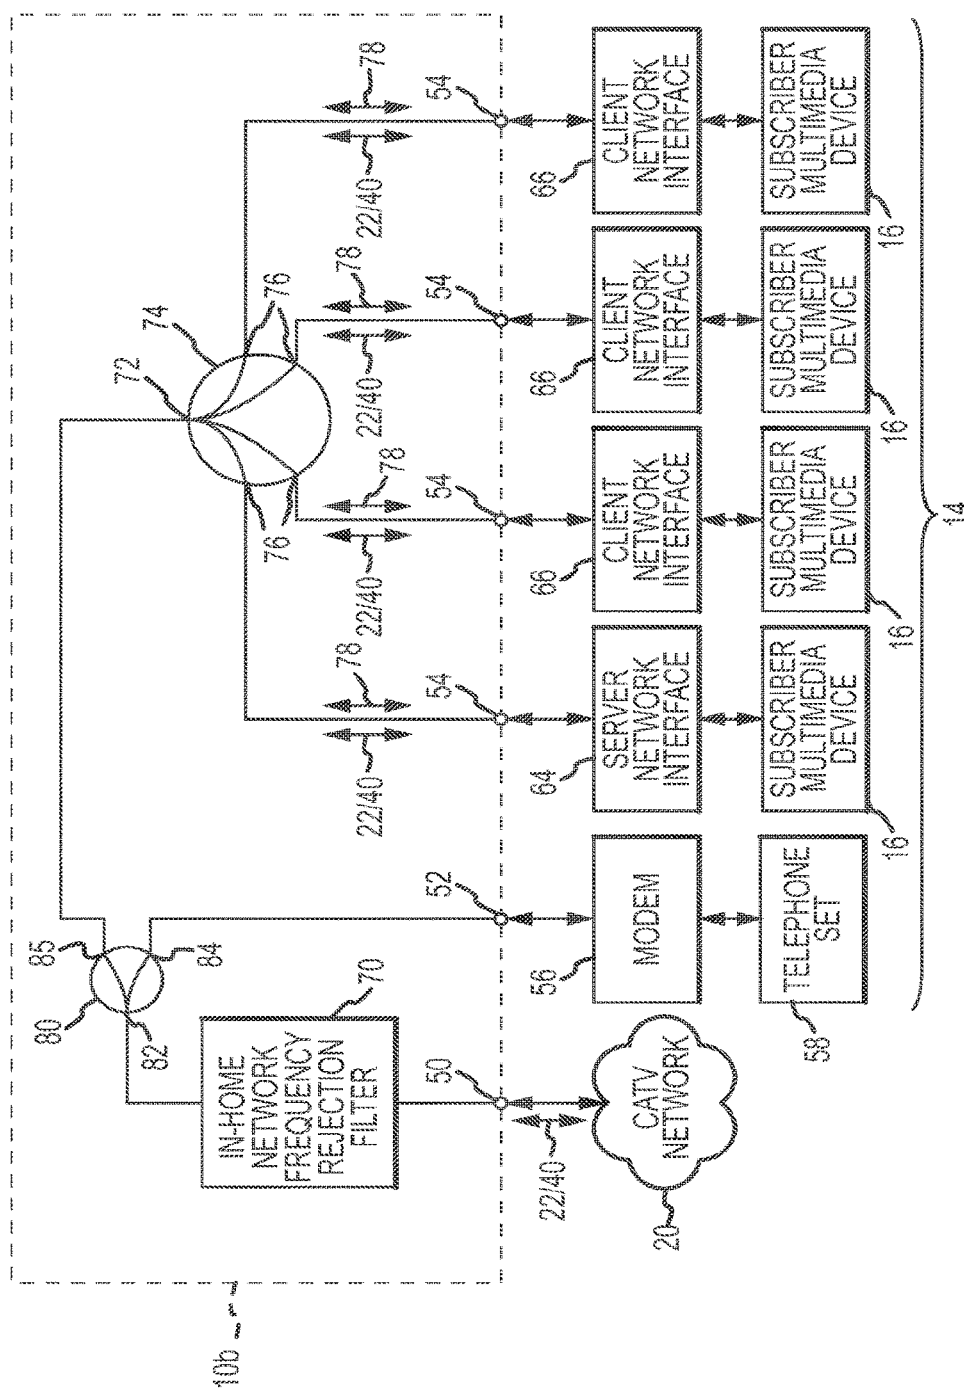 80
85
82
84
72
74
10b
IN-HOME
NETWORK
FREQUENCY
REJECTION
FILTER
70
76
76
78
78
78
78
22/40
22/40
22/40
22/40
50
52
54
54
54
54
22/40
56
64
66
66
66
CATV
NETWORK
20
MODEM
SERVER
NETWORK
INTERFACE
CLIENT
NETWORK
INTERFACE
CLIENT
NETWORK
INTERFACE
CLIENT
NETWORK
INTERFACE
TELEPHONE
SET
58
SUBSCRIBER
MULTIMEDIA
DEVICE
16
SUBSCRIBER
MULTIMEDIA
DEVICE
16
SUBSCRIBER
MULTIMEDIA
DEVICE
16
SUBSCRIBER
MULTIMEDIA
DEVICE
16
14